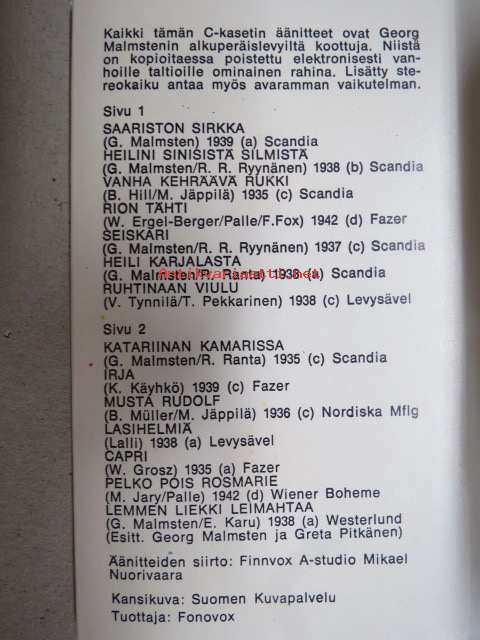 Kaikki tämän C-kasetin äänitteet ovat Georg
Malmstenin alkuperäislevyiltä koottuja. Niistä
on kopioitaessa poistettu elektronisesti van-
hoille taltioille ominainen rahina. Lisätty ste-
reokaiku antaa myös avaramman vaikutelman.
Sivu 1
SAARISTON SIRKKA
(G. Malmsten) 1939 (a) Scandia
HEILINI SINISISTÄ SILMISTÄ
(G. Malmsten/R. R. Ryynänen) 1938 (b) Scandia
VANHA KEHRÄÄVÄ RUKKI
(B. Hill/M. Jäppilä) 1935 (c) Scandia
RION TÄHTI
(W. Ergel-Berger/Palle/F.Fox) 1942 (d) Fazer
SEISKARI
(G. Malmsten/R. R. Ryynänen) 1937 (c) Scandia
HEILI KARJALASTA
(G. Malmsten/R. Ranta) 1938 (a) Scandia
RUHTINAAN VIULU
(V. Tynnilä/T. Pekkarinen) 1938 (c) Levysävel
Sivu 2
KATARIINAN KAMARISSA
(G. Malmsten/R. Ranta) 1935 (c) Scandia
IRJA
(K. Käyhkö) 1939 (c) Fazer
MUSTA RUDOLF
(B. Müller/M. Jäppilä) 1936 (c) Nordiska Mflg
LASIHELMIÄ
(Lalli) 1938 (a) Levysävel
CAPRI
(W. Grosz) 1935 (a) Fazer
PELKO POIS ROSMARIE
(M. Jary/Palle) 1942 (d) Wiener Boheme
LEMMEN LIEKKI LEIMAHTAA
(G. Malmsten/E. Karu) 1938 (a) Westerlund
(Esitt. Georg Malmsten ja Greta Pitkänen)
Äänitteiden siirto: Finnvox A-studio Mikael
Nuorivaara
Kansikuva: Suomen Kuvapalvelu
Tuottaja: Fonovox